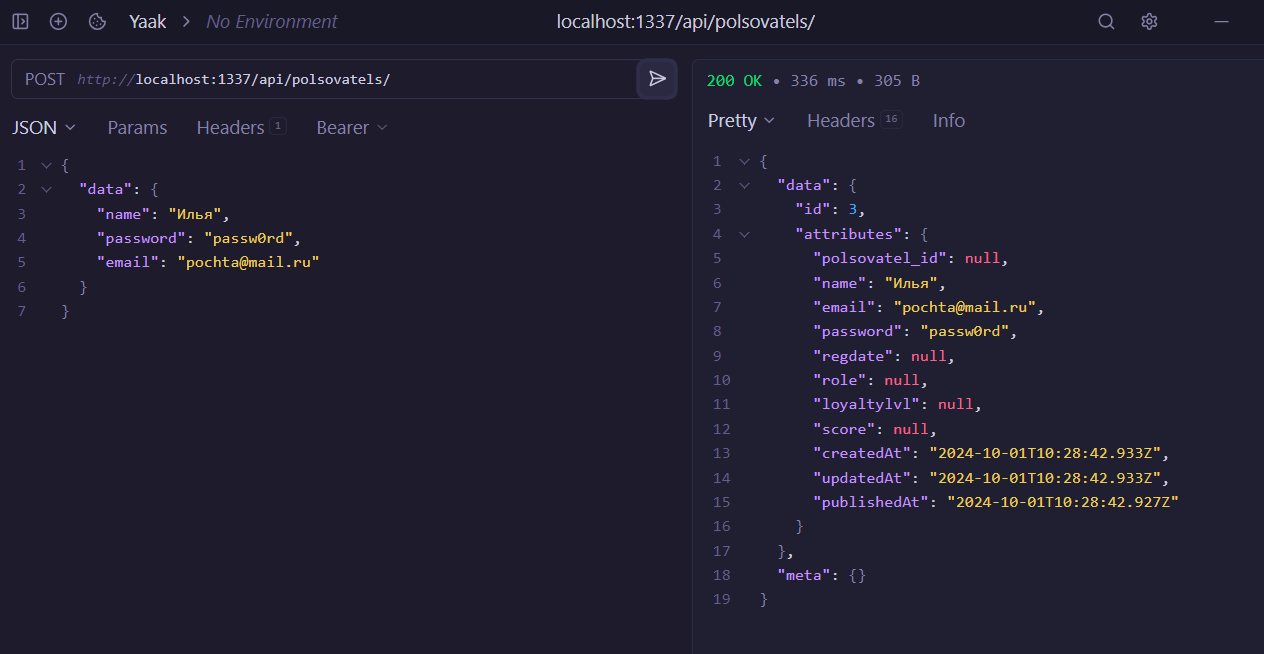 Yaak > No Environment
localhost:1337/api/polsovatels/
POST http://localhost:1337/api/polsovatels/
JSON Params Headers 1 Bearer
1 {
2 "data": {
3 "name": "Илья",
4 "password": "passw0rd",
5 "email": "pochta@mail.ru"
6 }
7 }
200 OK • 336 ms • 305 B
Pretty Headers 16 Info
1 {
2 "data": {
3 "id": 3,
4 "attributes": {
5 "polsovatel_id": null,
6 "name": "Илья",
7 "email": "pochta@mail.ru",
8 "password": "passw0rd",
9 "regdate": null,
10 "role": null,
11 "loyaltylvl": null,
12 "score": null,
13 "createdAt": "2024-10-01T10:28:42.933Z",
14 "updatedAt": "2024-10-01T10:28:42.933Z",
15 "publishedAt": "2024-10-01T10:28:42.927Z"
16 }
17 },
18 "meta": {}
19 }